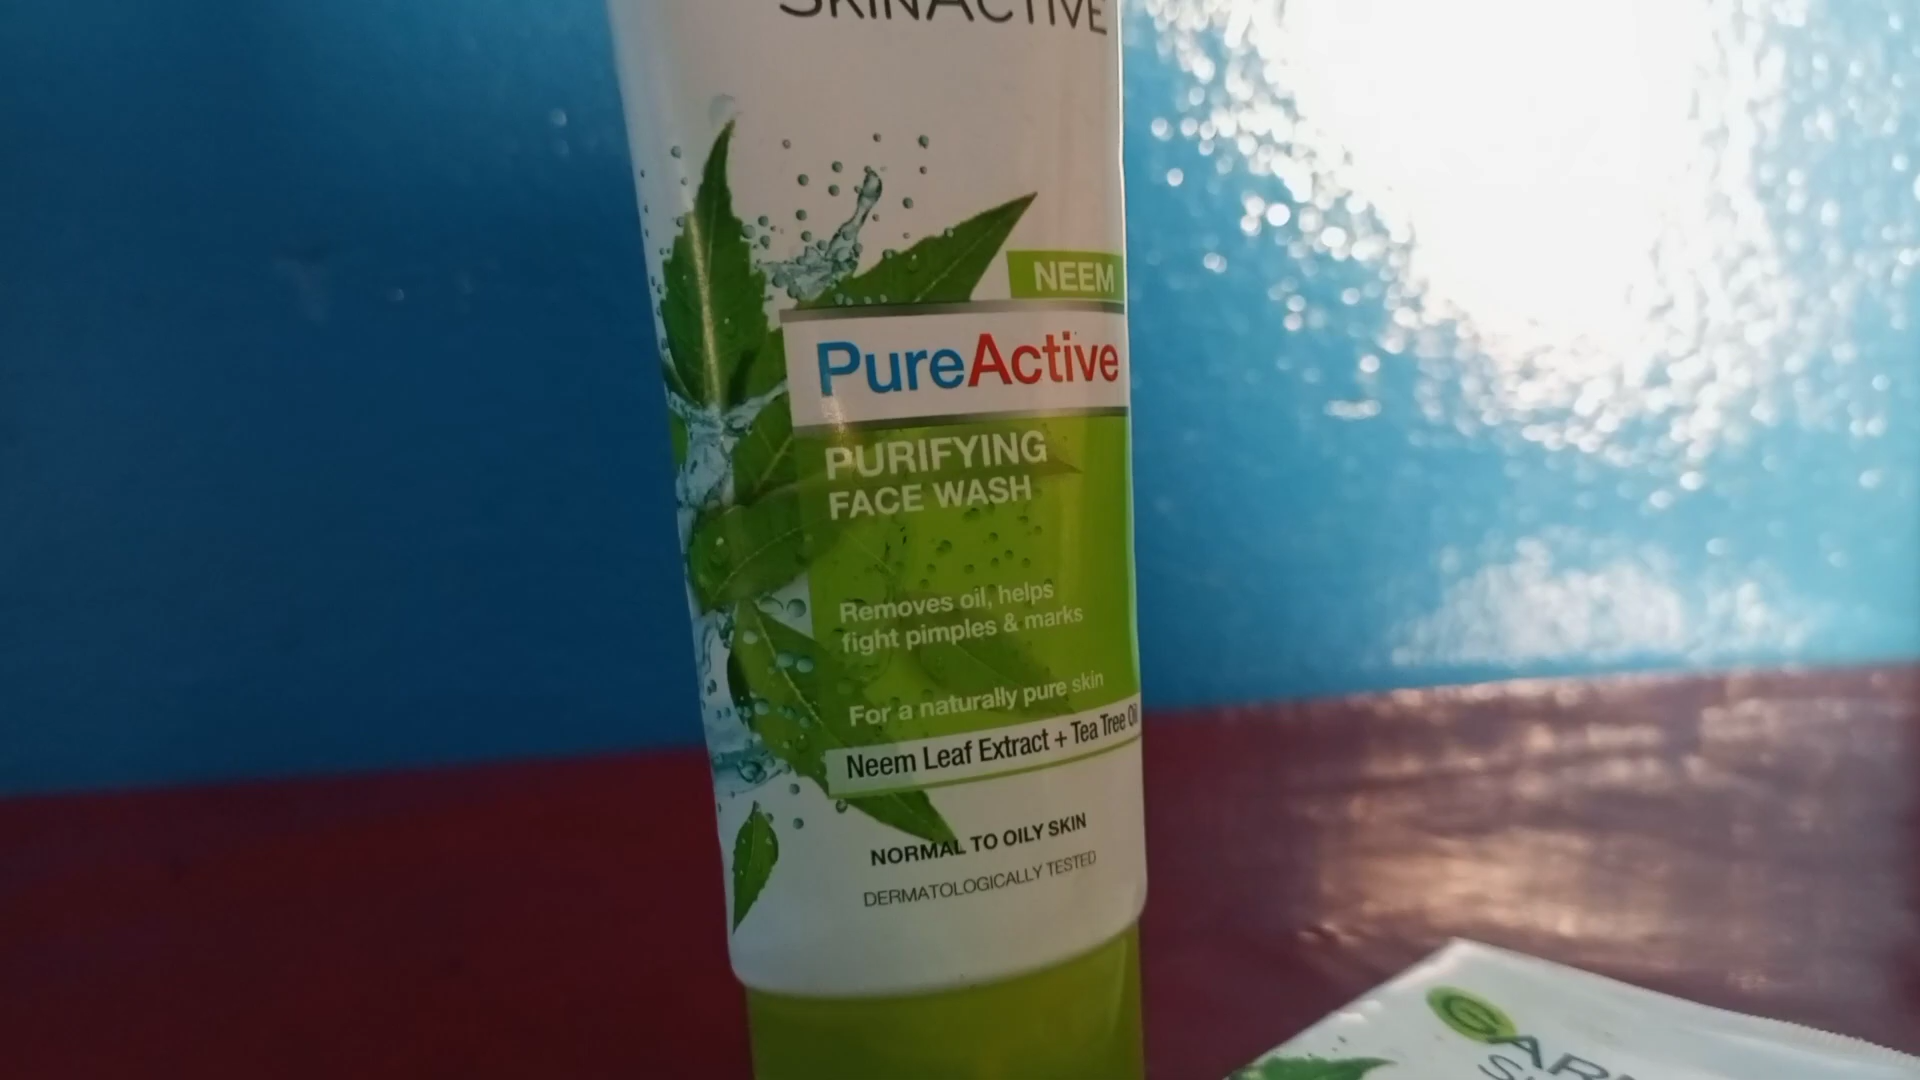 SKINACTIVE
NEEM
PureActive
PURIFYING
FACE WASH
Removes oil, helps
fight pimples & marks
For a naturally pure skin
Neem Leaf Extract + Tea Tree Oil
NORMAL TO OILY SKIN
DERMATOLOGICALLY TESTED